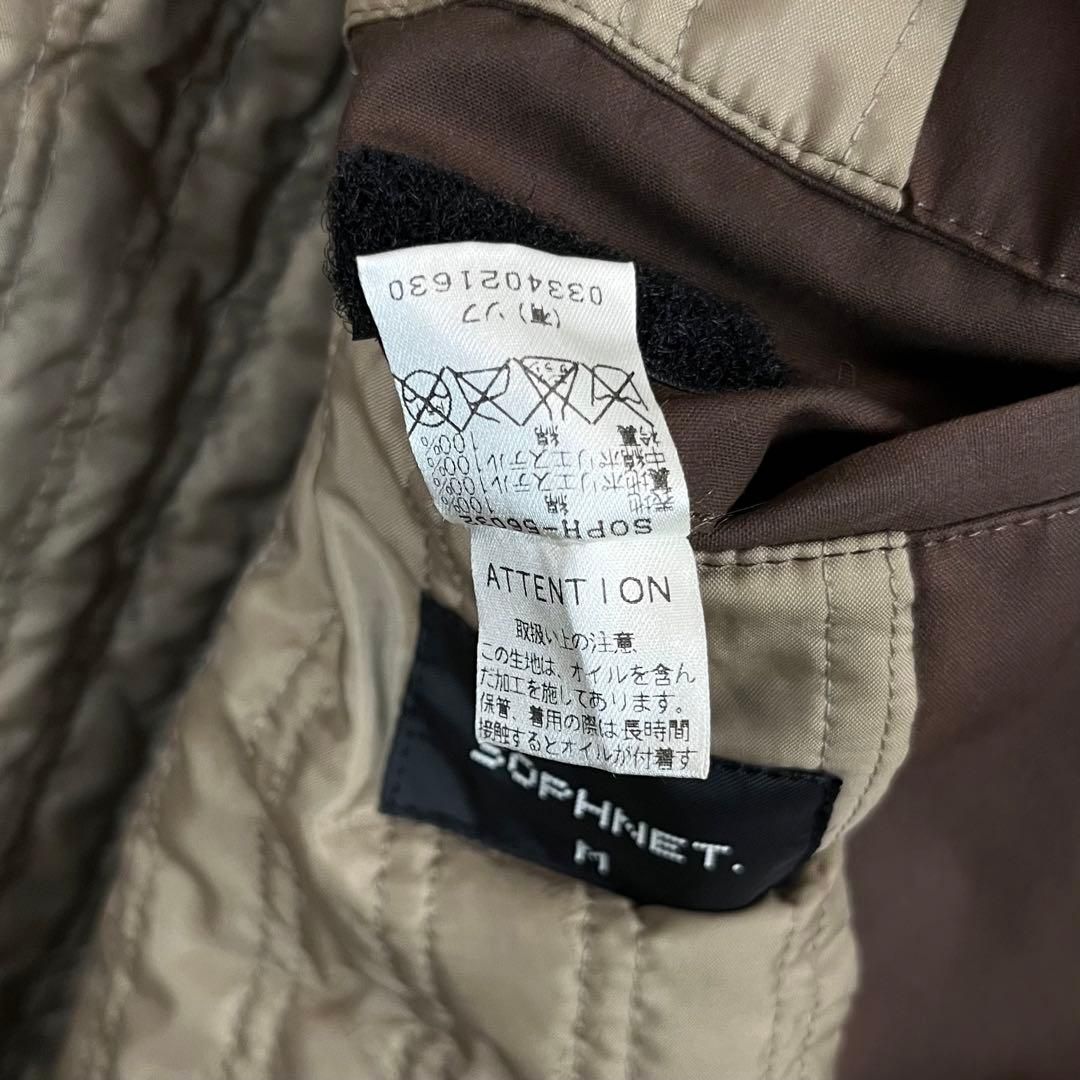 表地 綿 100%
裏地ポリエステル100%
中綿ポリエステル100%
衿裏 綿 100%
(有)ソフ
0334021630
ATTENTION
取扱い上の注意
この生地は、オイルを含ん
だ加工を施してあります。
保管、着用の際は長時間
接触するとオイルが付着す
SOPHNET.
M